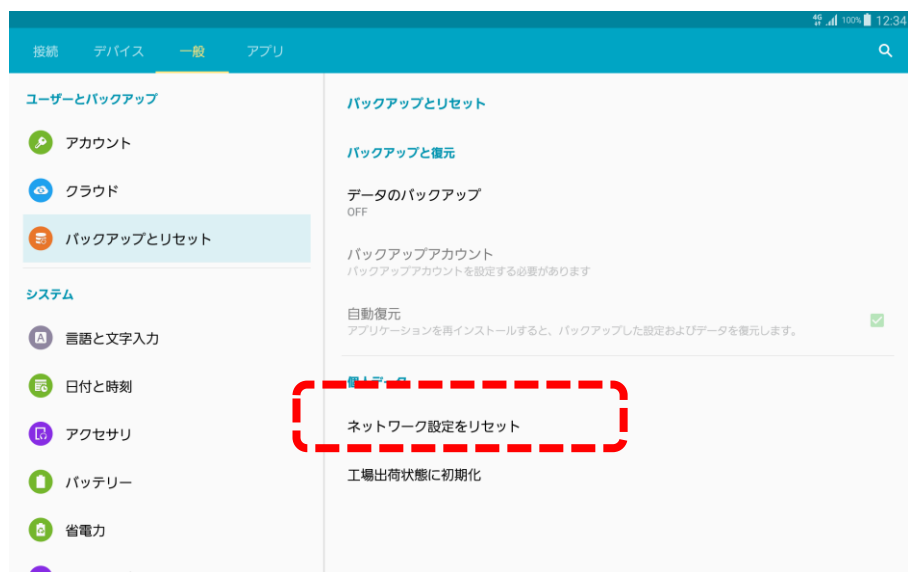 4G 100% 12:34
接続 デバイス 一般 アプリ
ユーザーとバックアップ
アカウント
クラウド
バックアップとリセット
システム
言語と文字入力
日付と時刻
アクセサリ
バッテリー
省電力
バックアップとリセット
バックアップと復元
データのバックアップ
OFF
バックアップアカウント
バックアップアカウントを設定する必要があります
自動復元
アプリケーションを再インストールすると、バックアップした設定およびデータを復元します。
個人データ
ネットワーク設定をリセット
工場出荷状態に初期化